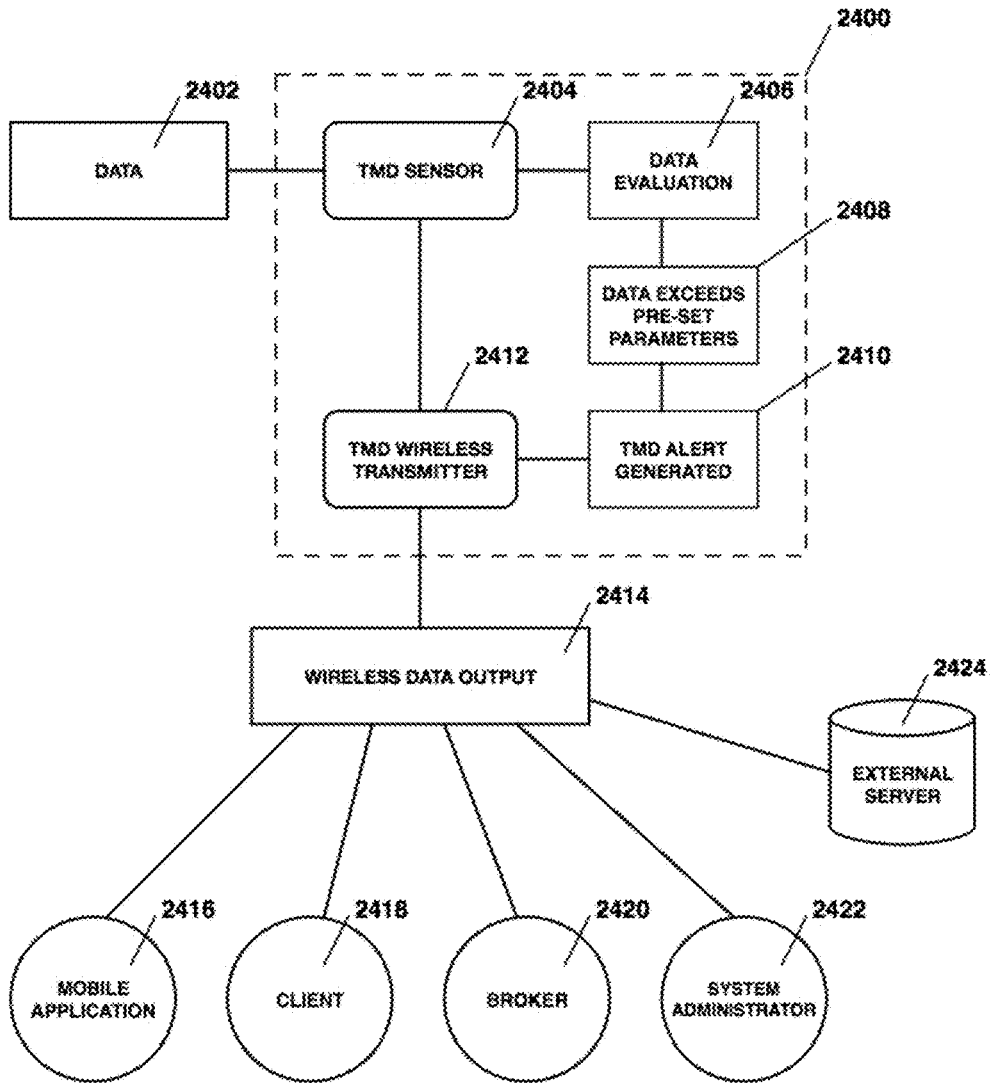 2400
2402
2404
2406
DATA
TMD SENSOR
DATA
EVALUATION
2408
DATA EXCEEDS
PRE-SET
PARAMETERS
2412
2410
TMD WIRELESS
TRANSMITTER
TMD ALERT
GENERATED
2414
WIRELESS DATA OUTPUT
2424
EXTERNAL
SERVER
2416
2418
2420
2422
MOBILE
APPLICATION
CLIENT
BROKER
SYSTEM
ADMINISTRATOR